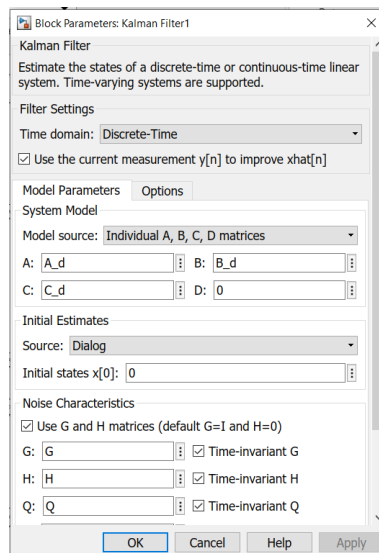 Block Parameters: Kalman Filter1
Kalman Filter
Estimate the states of a discrete-time or continuous-time linear
system. Time-varying systems are supported.
Filter Settings
Time domain: Discrete-Time
Use the current measurement y[n] to improve xhat[n]
Model Parameters Options
System Model
Model source: Individual A, B, C, D matrices
A: A_d B: B_d
C: C_d D: 0
Initial Estimates
Source: Dialog
Initial states x[0]: 0
Noise Characteristics
Use G and H matrices (default G=I and H=0)
G: G Time-invariant G
H: H Time-invariant H
Q: Q Time-invariant Q
OK Cancel Help Apply